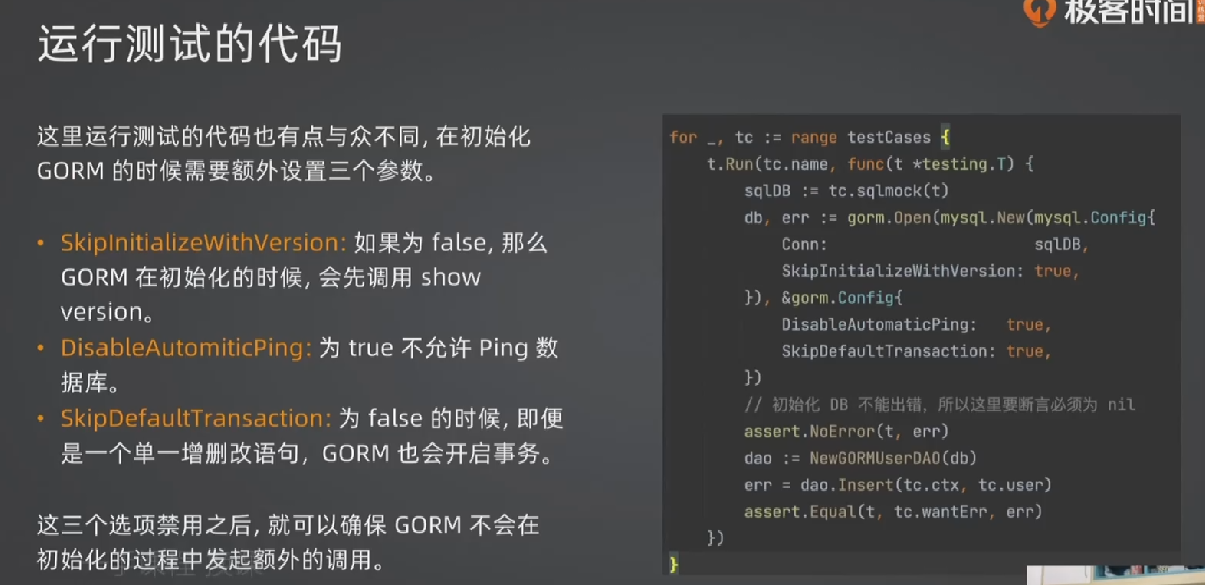 极客时间
运行测试的代码
这里运行测试的代码也有点与众不同, 在初始化
GORM 的时候需要额外设置三个参数。
• SkipInitializeWithVersion: 如果为 false, 那么
GORM 在初始化的时候, 会先调用 show
version。
• DisableAutomiticPing: 为 true 不允许 Ping 数
据库。
• SkipDefaultTransaction: 为 false 的时候, 即便
是一个单一增删改语句, GORM 也会开启事务。
这三个选项禁用之后, 就可以确保 GORM 不会在
初始化的过程中发起额外的调用。
for _, tc := range testCases {
t.Run(tc.name, func(t *testing.T) {
sqlDB := tc.sqlmock(t)
db, err := gorm.Open(mysql.New(mysql.Config{
Conn: sqlDB,
SkipInitializeWithVersion: true,
}), &gorm.Config{
DisableAutomaticPing: true,
SkipDefaultTransaction: true,
})
// 初始化 DB 不能出错, 所以这里要断言必须为 nil
assert.NoError(t, err)
dao := NewGORMUserDAO(db)
err = dao.Insert(tc.ctx, tc.user)
assert.Equal(t, tc.wantErr, err)
})
}